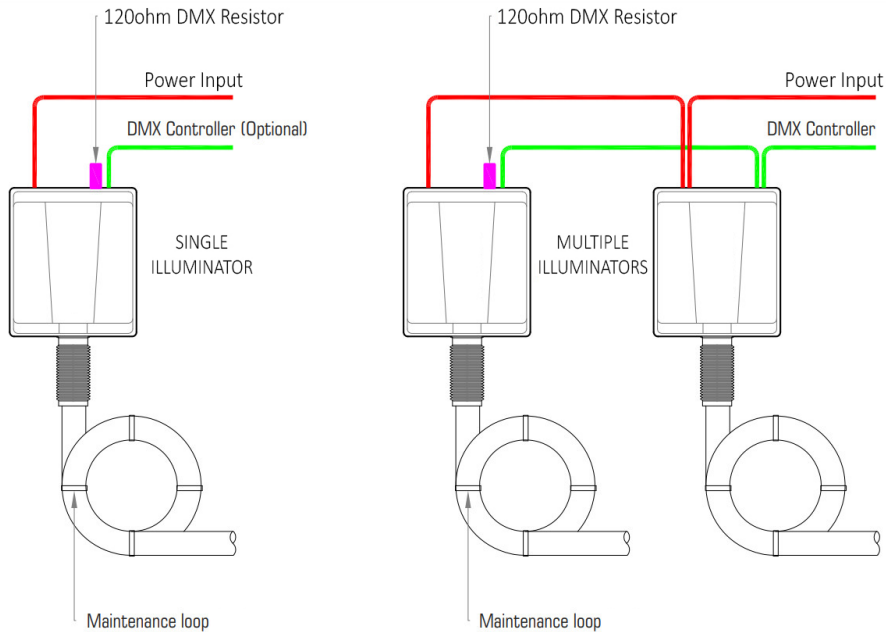 120ohm DMX Resistor
Power Input
DMX Controller (Optional)
SINGLE
ILLUMINATOR
Maintenance loop
120ohm DMX Resistor
Power Input
DMX Controller
MULTIPLE
ILLUMINATORS
Maintenance loop